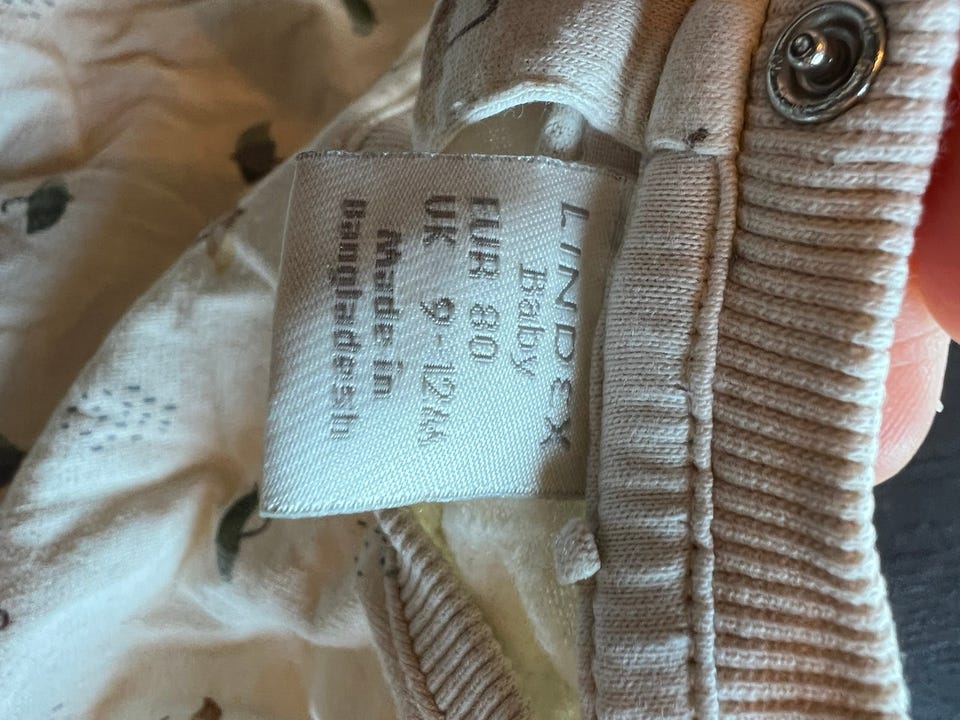 LINDEX
Baby
EUR 80
UK 9-12M
Made in
Bangladesh